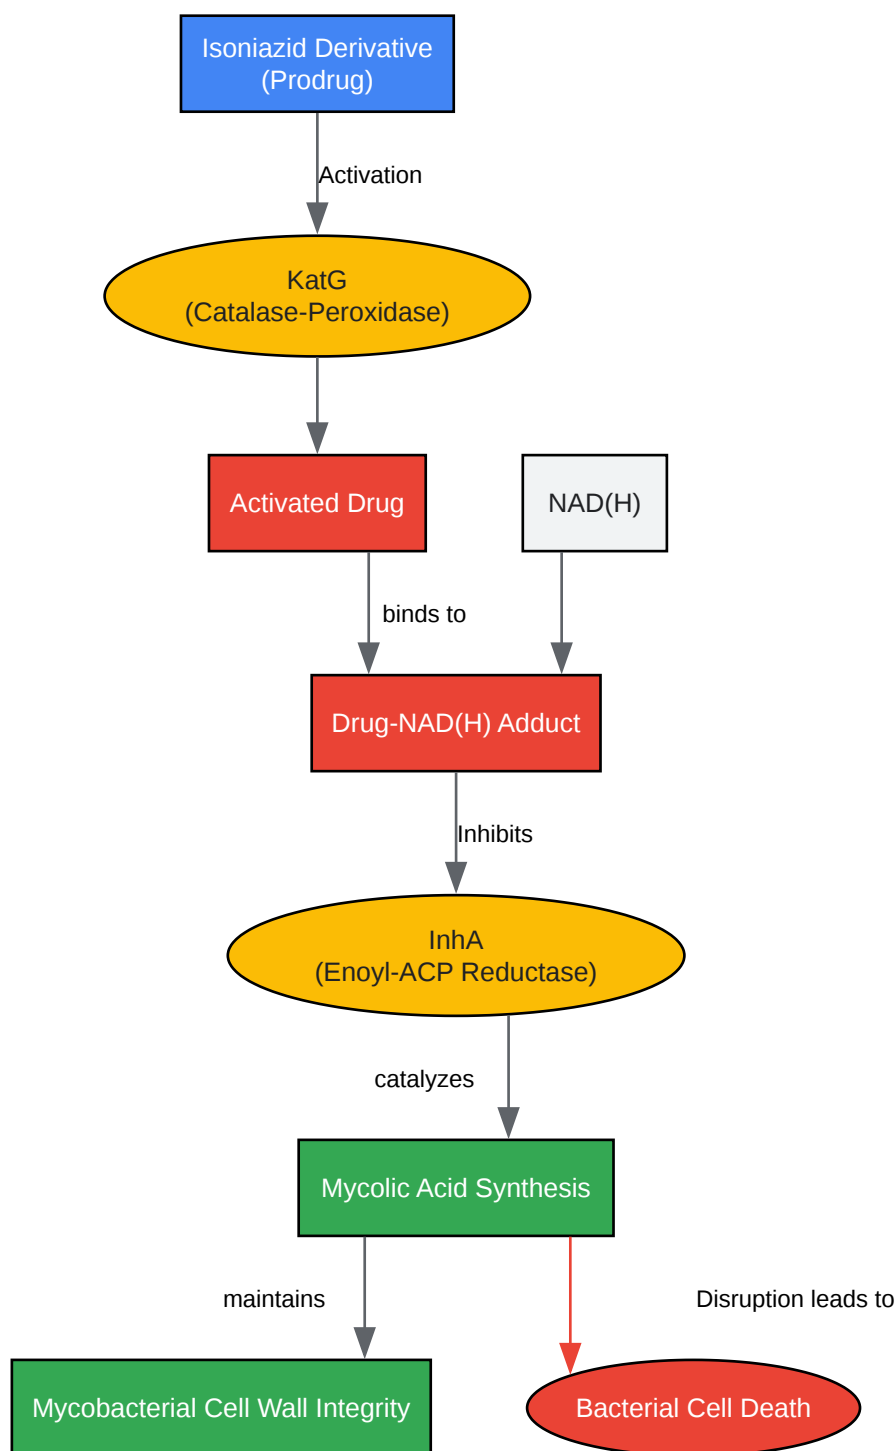 Isoniazid Derivative
(Prodrug)
Activation
KatG
(Catalase-Peroxidase)
Activated Drug
NAD(H)
binds to
Drug-NAD(H) Adduct
Inhibits
InhA
(Enoyl-ACP Reductase)
catalyzes
Mycolic Acid Synthesis
maintains
Disruption leads to
Mycobacterial Cell Wall Integrity
Bacterial Cell Death